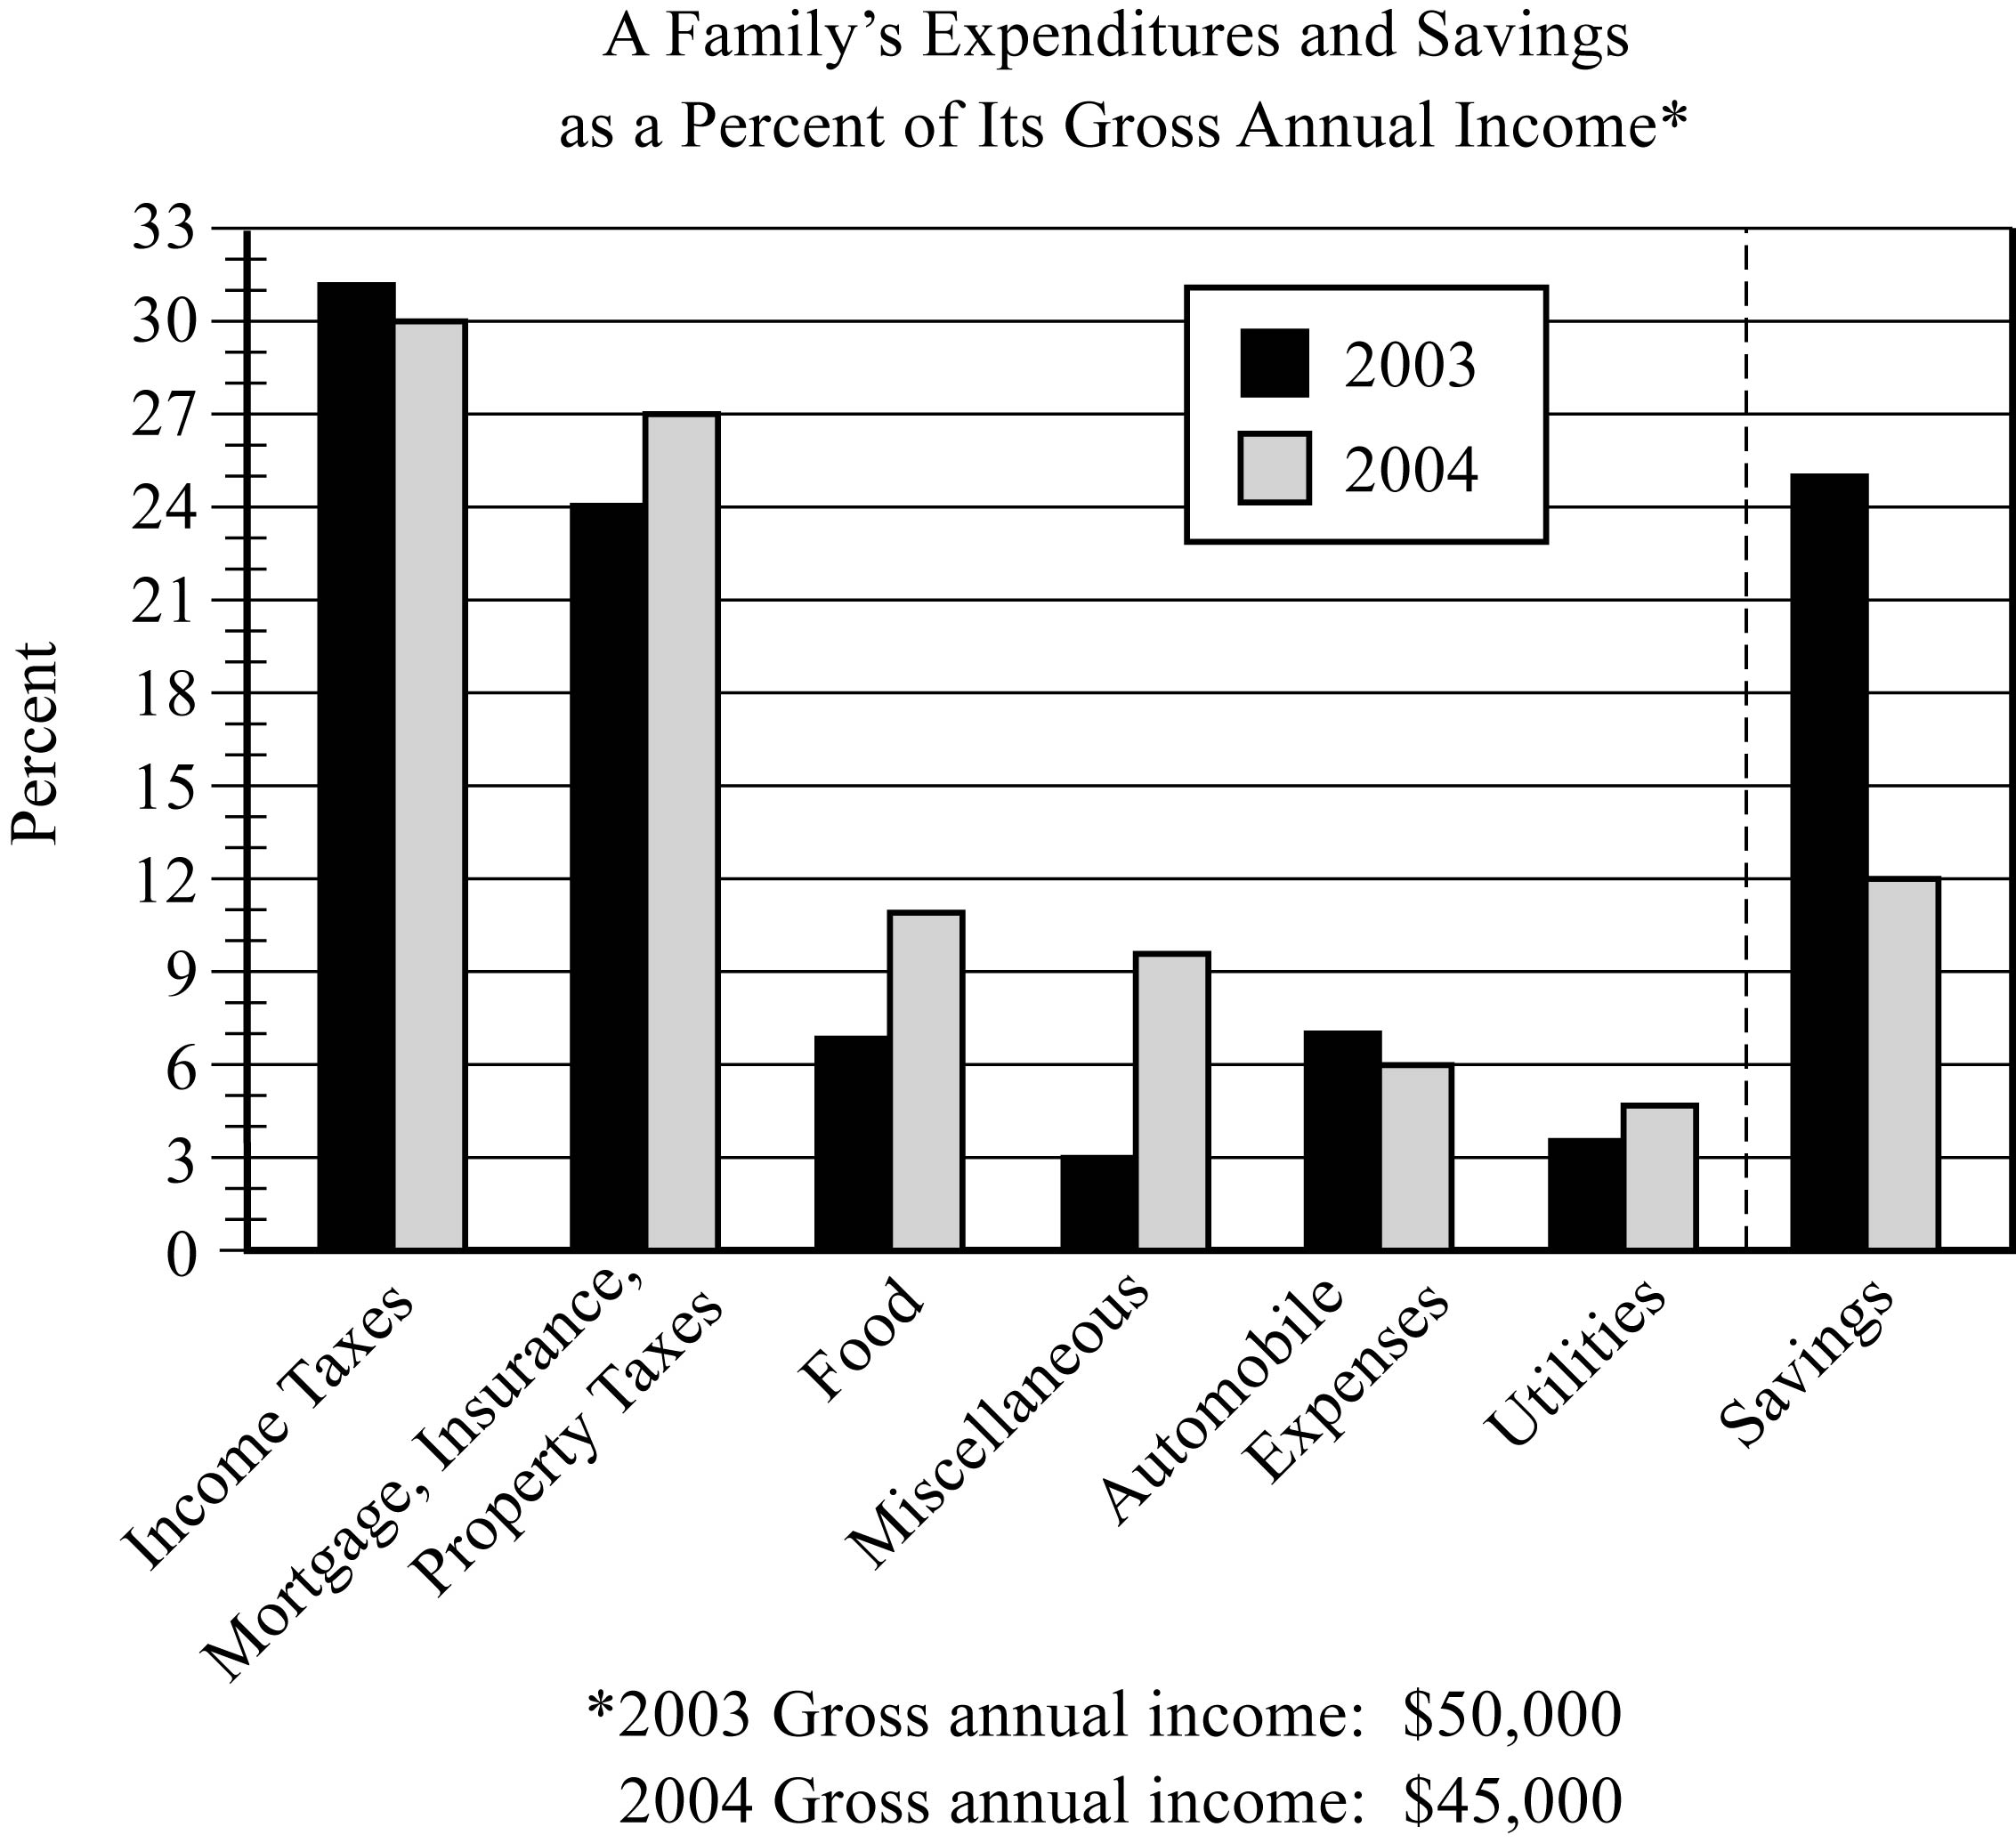 A Family’s Expenditures and Savings
as a Percent of Its Gross Annual Income*
33
30
27
24
21
18
15
12
9
6
3
0
Percent
2003
2004
Income Taxes
Mortgage, Insurance,
Property Taxes
Food
Miscellaneous
Automobile
Expenses
Utilities
Savings
*2003 Gross annual income: $50,000
2004 Gross annual income: $45,000